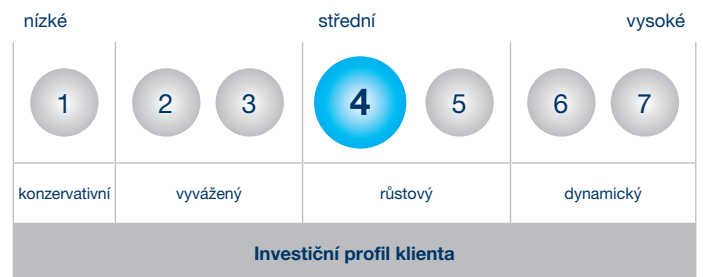 nízké střední vysoké
1 2 3 4 5 6 7
konzervativní vyvážený růstový dynamický
Investiční profil klienta